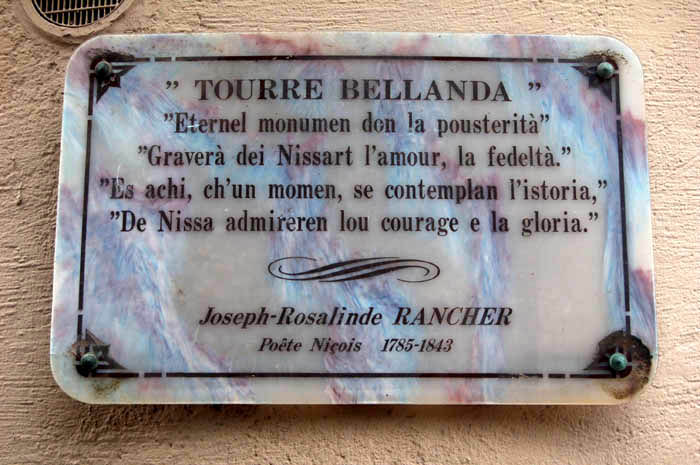 " TOURRE BELLANDA "
"Eternel monumen don la pousterità"
"Graverà dei Nissart l'amour, la fedeltà."
"Es achi, ch'un momen, se contemplan l'istoria,"
"De Nissa admireren lou courage e la gloria."
Joseph-Rosalinde RANCHER
Poête Niçois 1785-1843